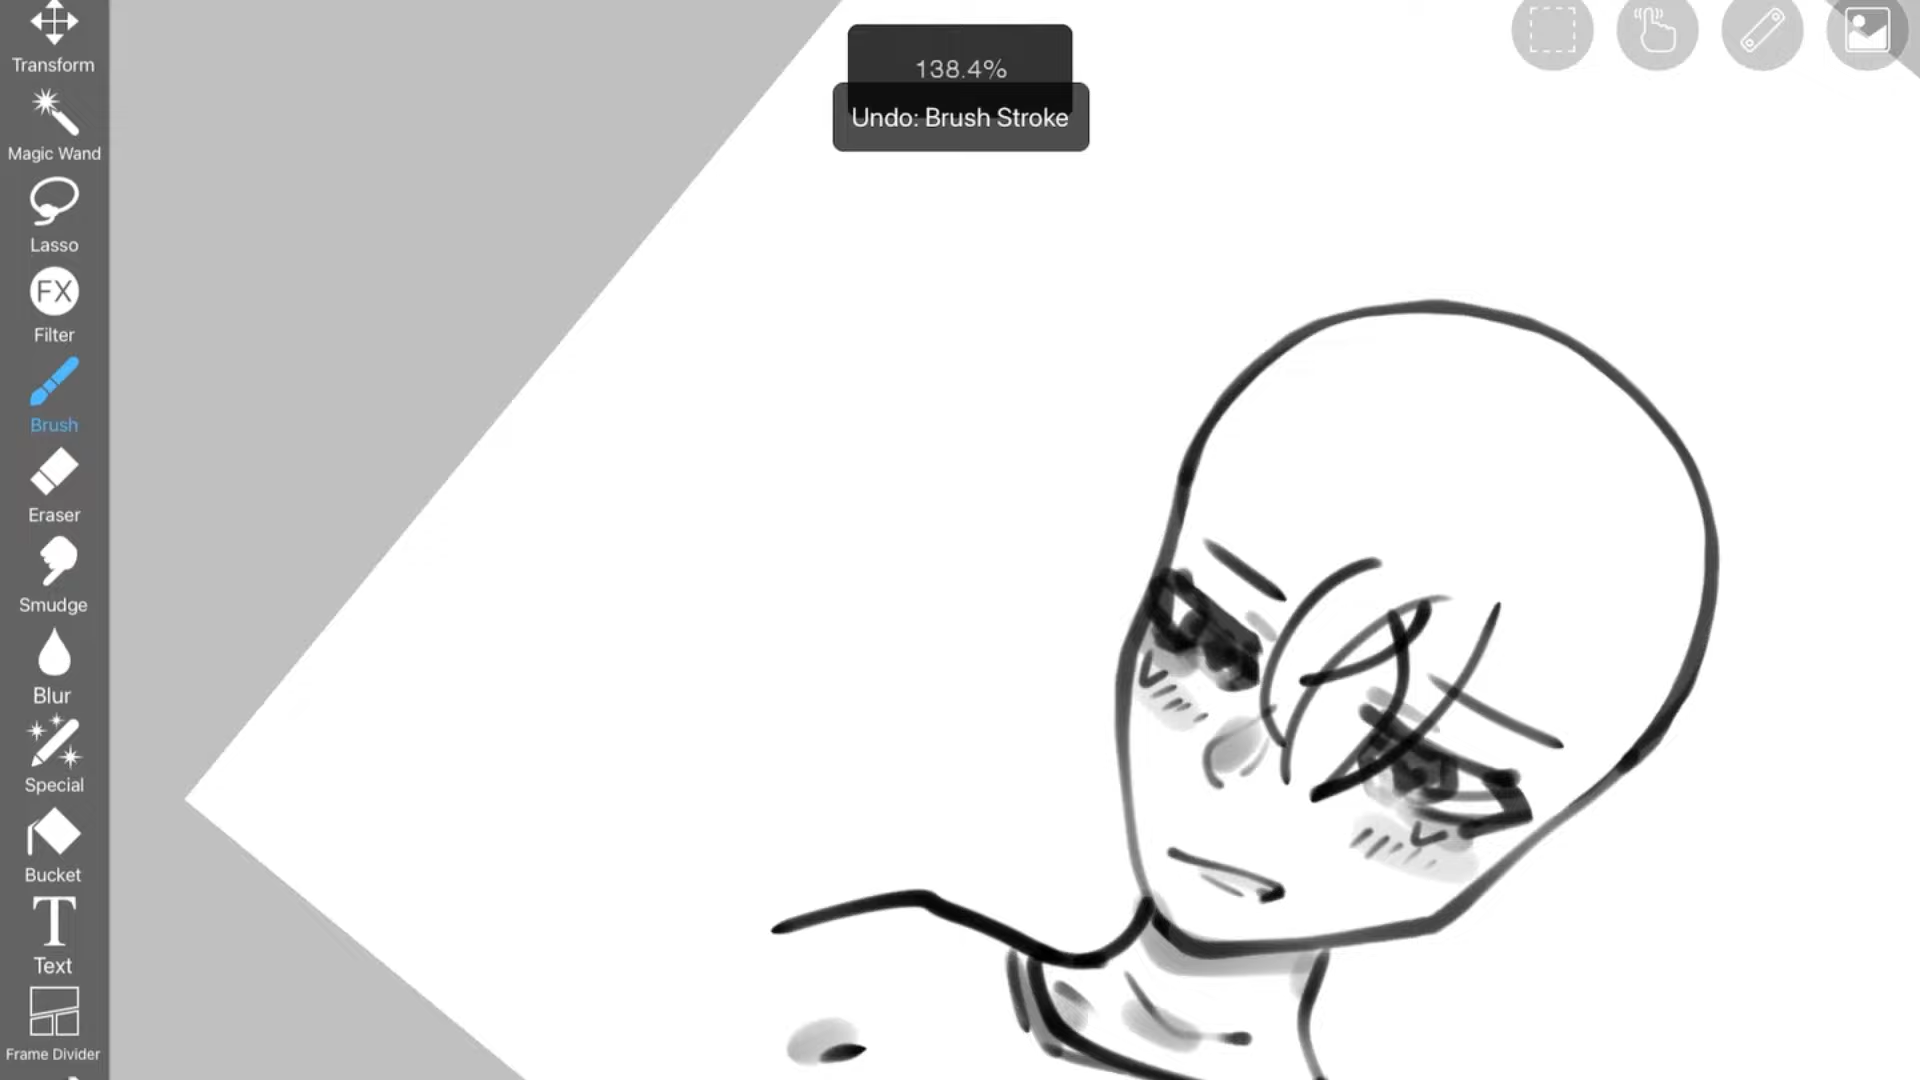 Transform
Magic Wand
Lasso
FX
Filter
Brush
Eraser
Smudge
Blur
Special
Bucket
T
Text
Frame Divider
138.4%
Undo: Brush Stroke